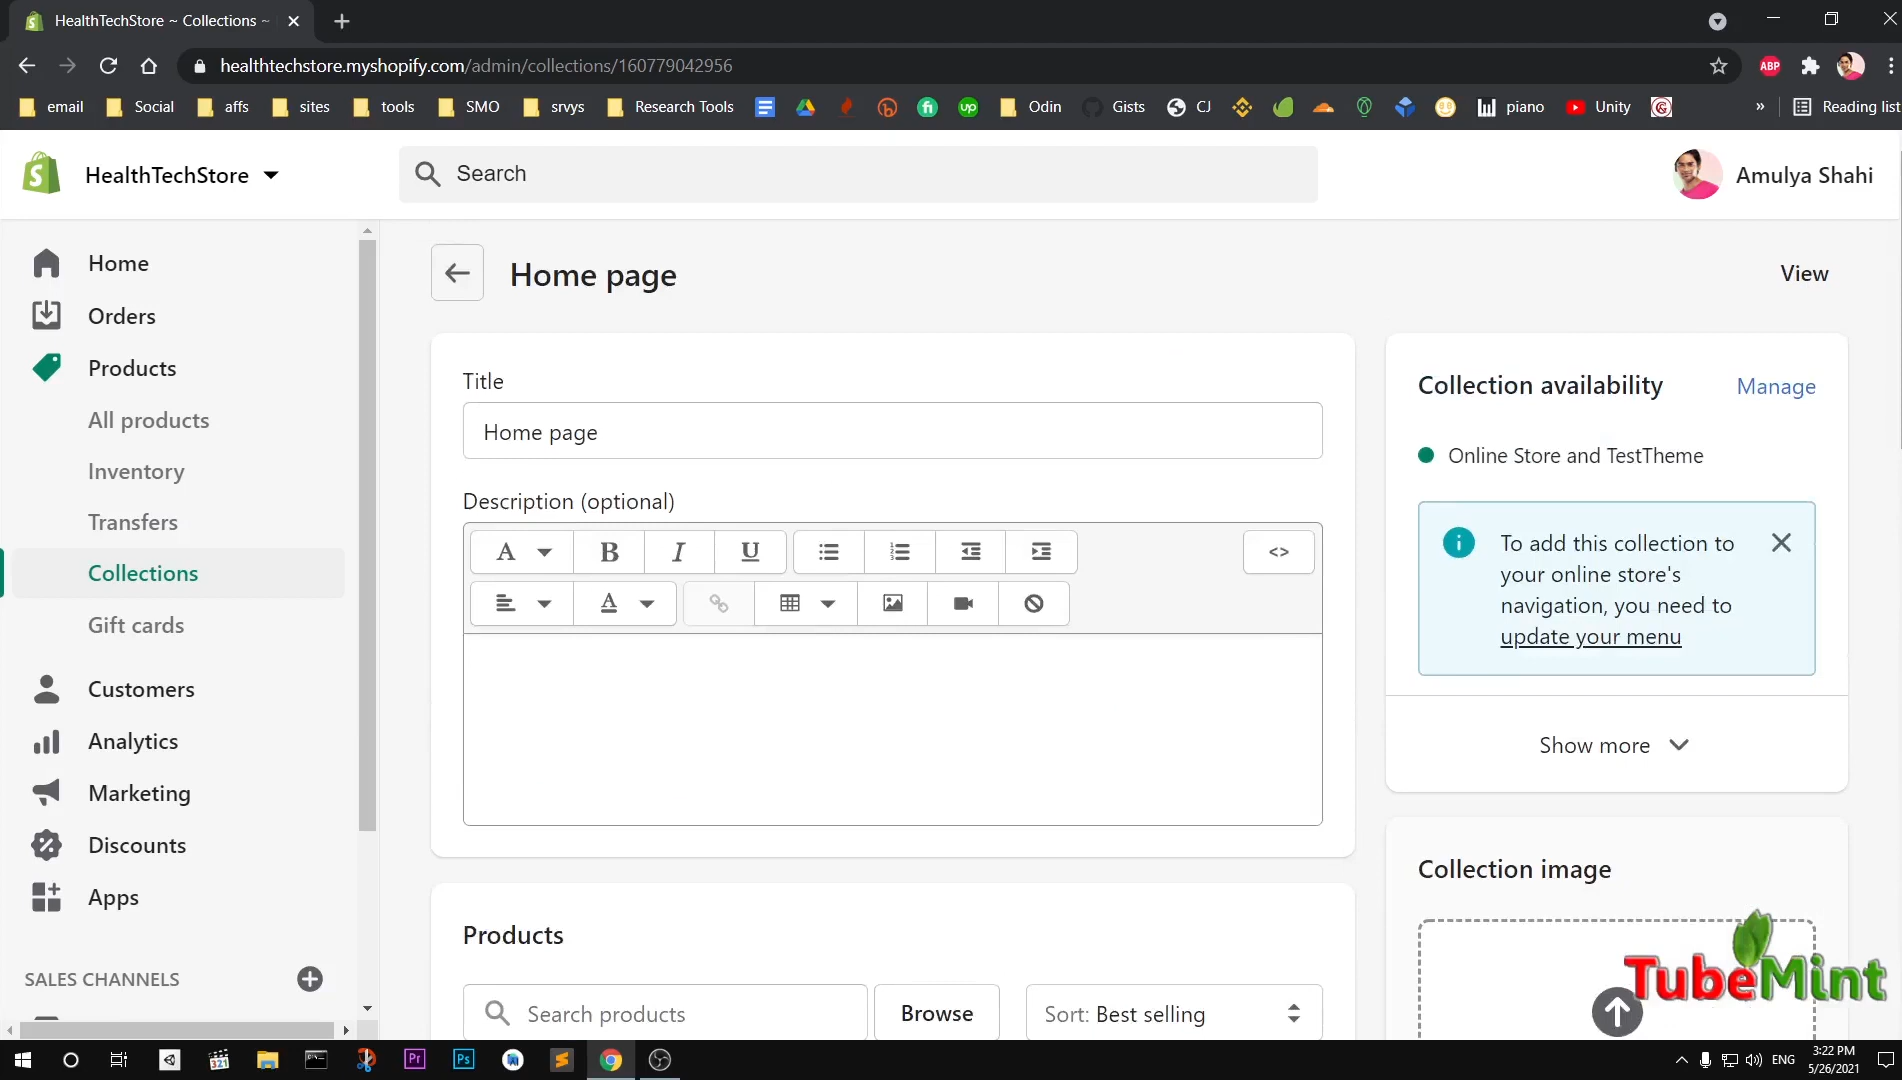 HealthTechStore ~ Collections ~
healthtechstore.myshopify.com/admin/collections/160779042956
ABP
email Social affs sites tools SMO srvys Research Tools Odin Gists CJ piano Unity » Reading list
HealthTechStore
Search
Amulya Shahi
Home
Orders
Products
All products
Inventory
Transfers
Collections
Gift cards
Customers
Analytics
Marketing
Discounts
Apps
SALES CHANNELS
Home page
View
Title
Home page
Description (optional)
A B I U <>
A
Products
Search products Browse Sort: Best selling
Collection availability Manage
Online Store and TestTheme
To add this collection to
your online store's
navigation, you need to
update your menu
Show more
Collection image
TubeMint
321 Pr Ps ENG
3:22 PM
5/26/2021